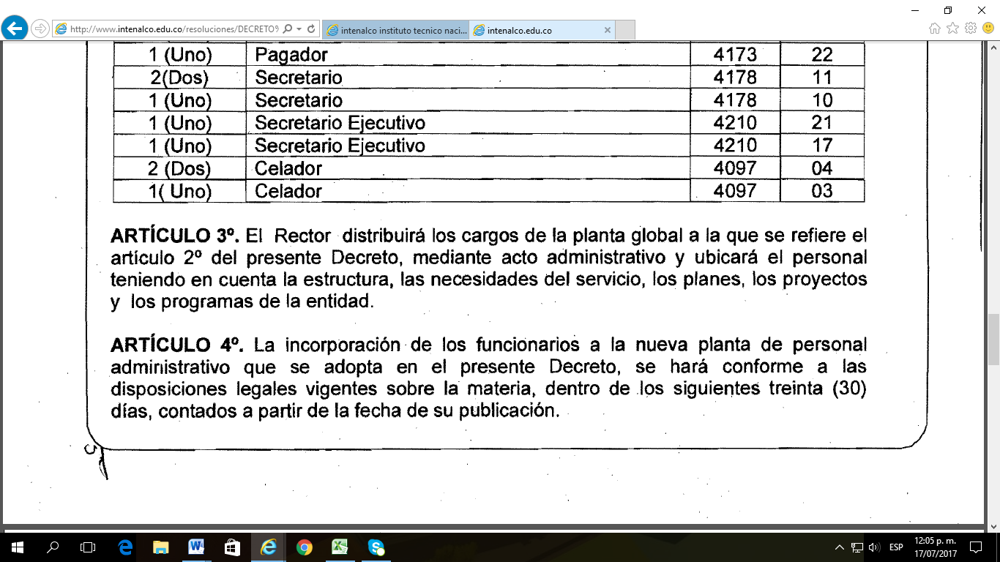 http://www.intenalco.edu.co/resoluciones/DECRETO%
intenalco instituto tecnico naci...
intenalco.edu.co
1 (Uno) Pagador 4173 22
2(Dos) Secretario 4178 11
1 (Uno) Secretario 4178 10
1 (Uno) Secretario Ejecutivo 4210 21
1 (Uno) Secretario Ejecutivo 4210 17
2 (Dos) Celador 4097 04
1( Uno) Celador 4097 03
ARTÍCULO 3º. El Rector distribuirá los cargos de la planta global a la que se refiere el
artículo 2º del presente Decreto, mediante acto administrativo y ubicará el personal
teniendo en cuenta la estructura, las necesidades del servicio, los planes, los proyectos
y los programas de la entidad.
ARTÍCULO 4º. La incorporación de los funcionarios a la nueva planta de personal
administrativo que se adopta en el presente Decreto, se hará conforme a las
disposiciones legales vigentes sobre la materia, dentro de los siguientes treinta (30)
días, contados a partir de la fecha de su publicación.
ESP
12:05 p. m.
17/07/2017